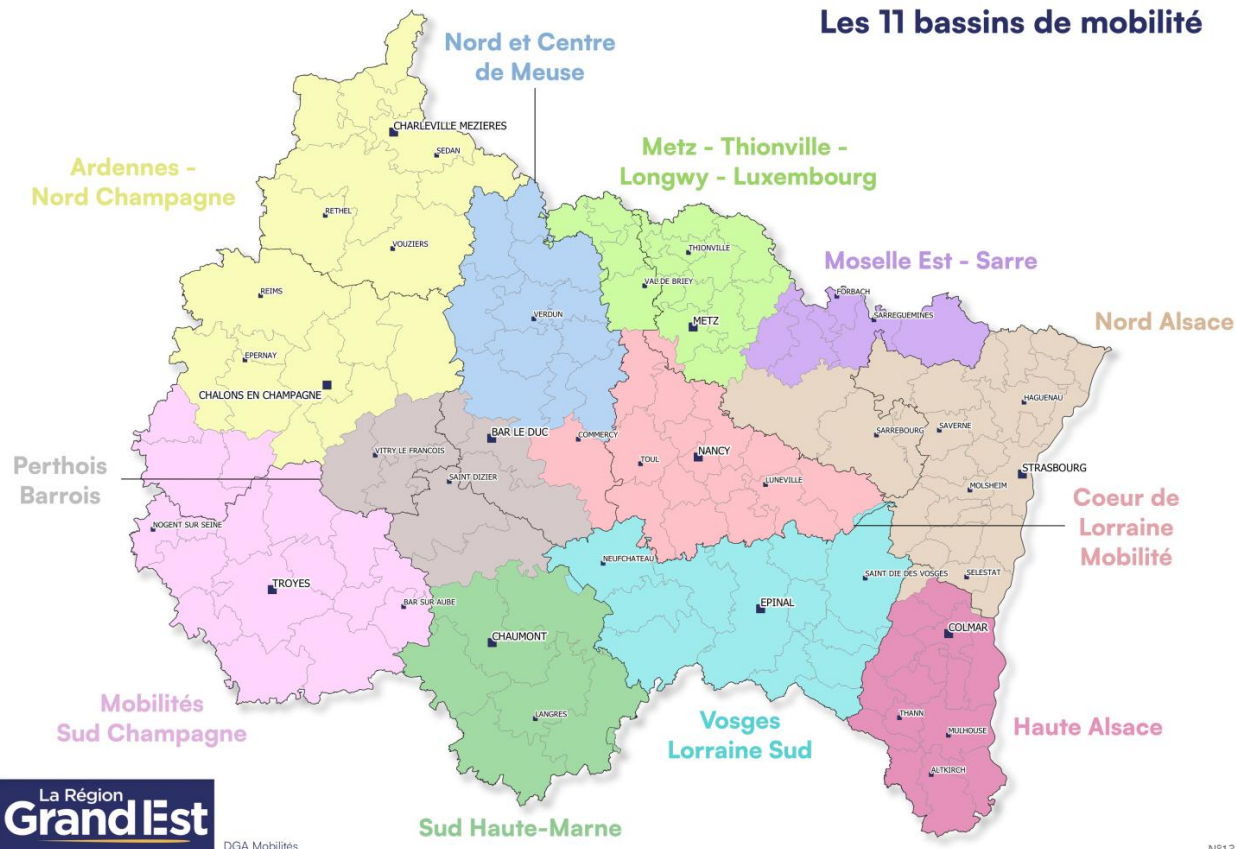 Les 11 bassins de mobilité
Nord et Centre
de Meuse
CHARLEVILLE MEZIERES
SEDAN
Ardennes -
Nord Champagne
Metz - Thionville -
Longwy - Luxembourg
RETHEL
VOUZIERS
THIONVILLE
Moselle Est - Sarre
VAL DE BRIEY
REIMS
FORBACH
SARREGUEMINES
VERDUN
METZ
Nord Alsace
EPERNAY
CHALONS EN CHAMPAGNE
HAGUENAU
BAR LE DUC
COMMERCY
SARREBOURG
SAVERNE
VITRY LE FRANCOIS
TOUL
NANCY
Perthois
Barrois
SAINT DIZIER
LUNEVILLE
STRASBOURG
MOLSHEIM
Coeur de
Lorraine
Mobilité
NOGENT SUR SEINE
NEUFCHATEAU
SAINT DIE DES VOSGES
SELESTAT
TROYES
BAR SUR AUBE
EPINAL
CHAUMONT
COLMAR
Mobilités
Sud Champagne
LANGRES
Vosges
Lorraine Sud
THANN
MULHOUSE
Haute Alsace
ALTKIRCH
La Région
Grand Est
Sud Haute-Marne
DGA Mobilités